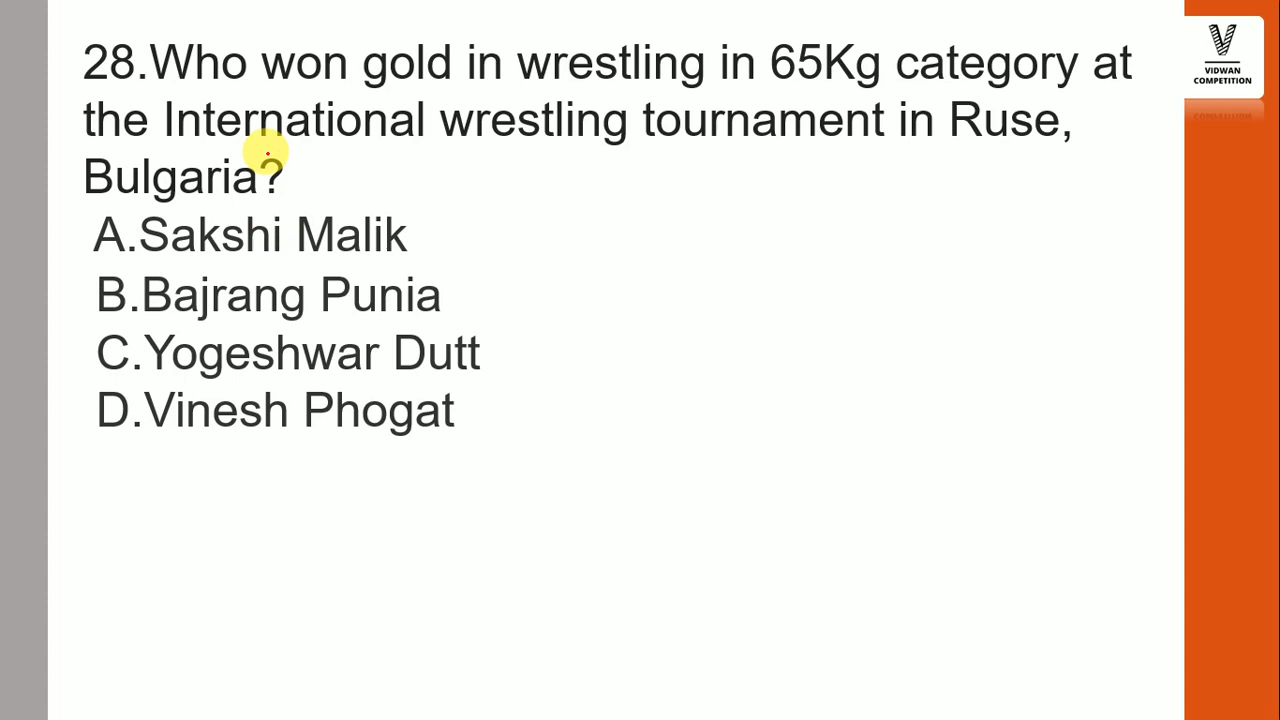 28.Who won gold in wrestling in 65Kg category at
the International wrestling tournament in Ruse,
Bulgaria?
A.Sakshi Malik
B.Bajrang Punia
C.Yogeshwar Dutt
D.Vinesh Phogat
V
VIDWAN
COMPETITION